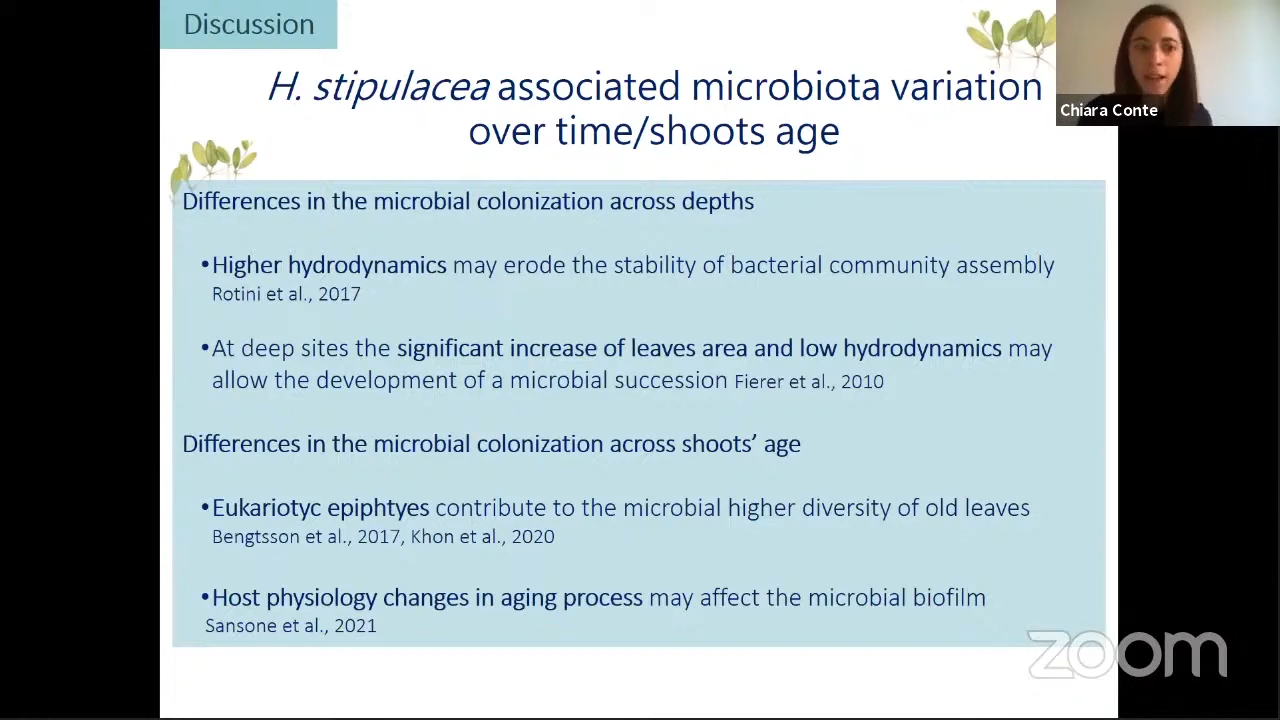 Discussion
H. stipulacea associated microbiota variation
over time/shoots age
Chiara Conte
Differences in the microbial colonization across depths
•Higher hydrodynamics may erode the stability of bacterial community assembly
Rotini et al., 2017
•At deep sites the significant increase of leaves area and low hydrodynamics may
allow the development of a microbial succession Fierer et al., 2010
Differences in the microbial colonization across shoots’ age
•Eukariotyc epiphtyes contribute to the microbial higher diversity of old leaves
Bengtsson et al., 2017, Khon et al., 2020
•Host physiology changes in aging process may affect the microbial biofilm
Sansone et al., 2021
zoom